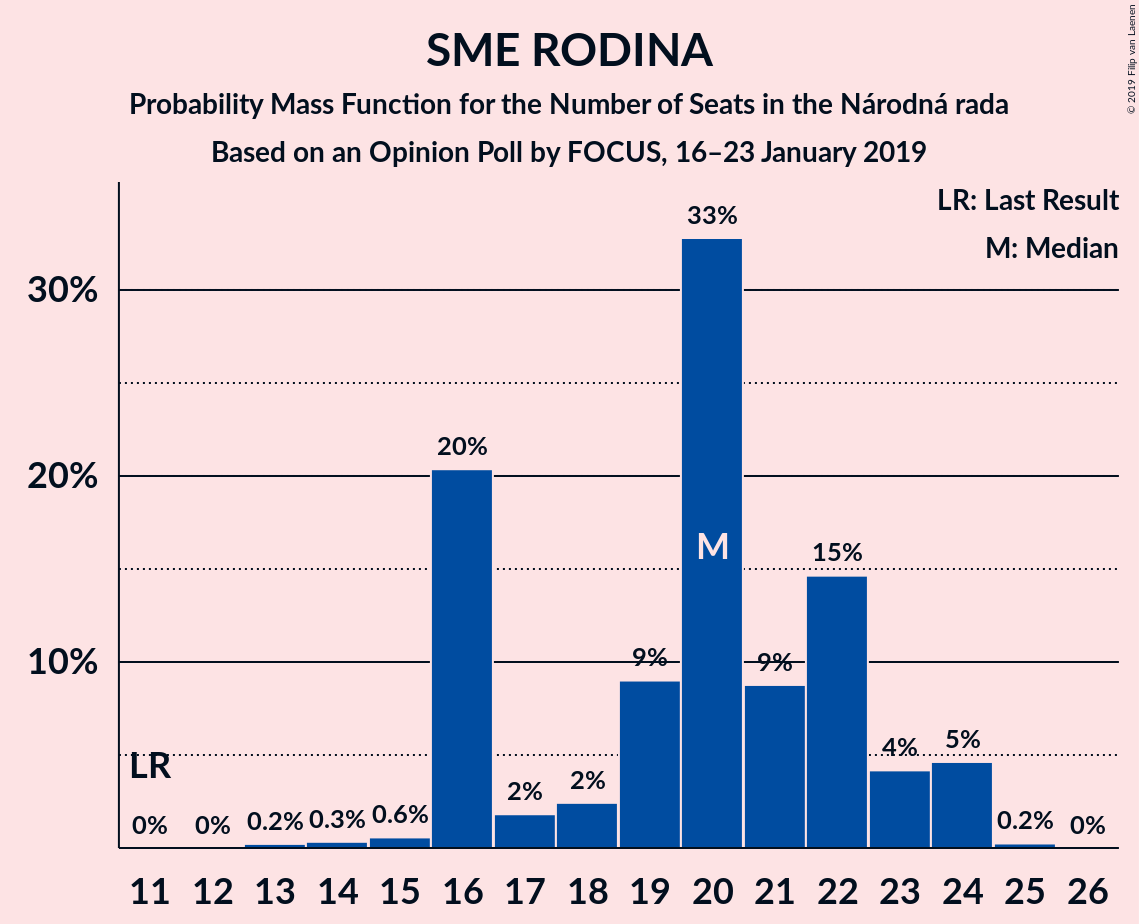 SME RODINA
Probability Mass Function for the Number of Seats in the Národná rada
Based on an Opinion Poll by FOCUS, 16–23 January 2019
© 2019 Filip van Laenen
LR: Last Result
M: Median
33%
30%
20%
20%
M
15%
10%
9%
9%
LR
4%
5%
2%
2%
0%
0%
0.2%
0.3%
0.6%
0.2%
0%
11 12 13 14 15 16 17 18 19 20 21 22 23 24 25 26